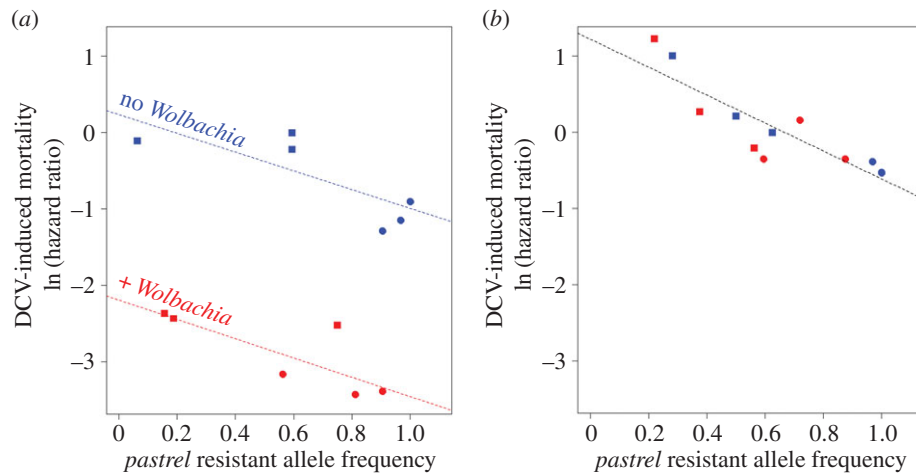 (a)
(b)
1
0
−1
−2
−3
DCV-induced mortality
ln (hazard ratio)
no Wolbachia
+ Wolbachia
0
0.2
0.4
0.6
0.8
1.0
pastrel resistant allele frequency
1
0
−1
−2
−3
DCV-induced mortality
ln (hazard ratio)
0
0.2
0.4
0.6
0.8
1.0
pastrel resistant allele frequency